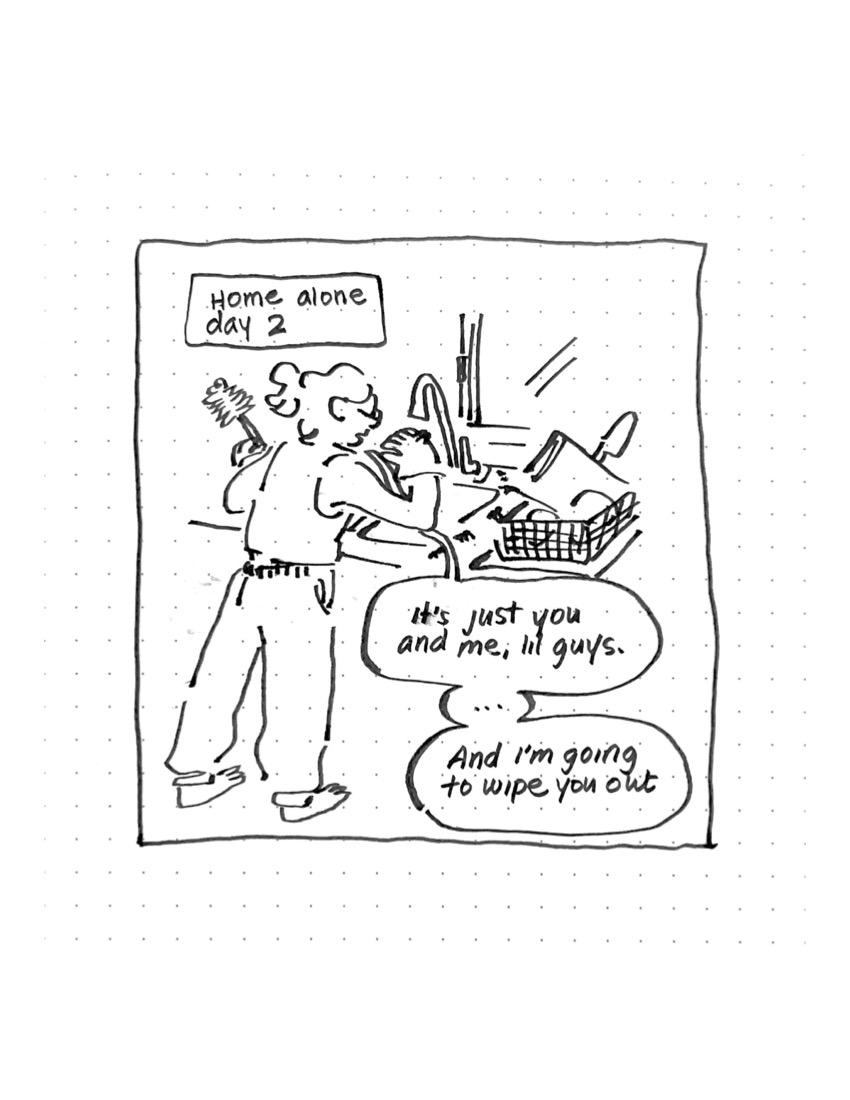 Home alone
day 2
It's just you
and me, lil guys.
...
And I'm going
to wipe you out